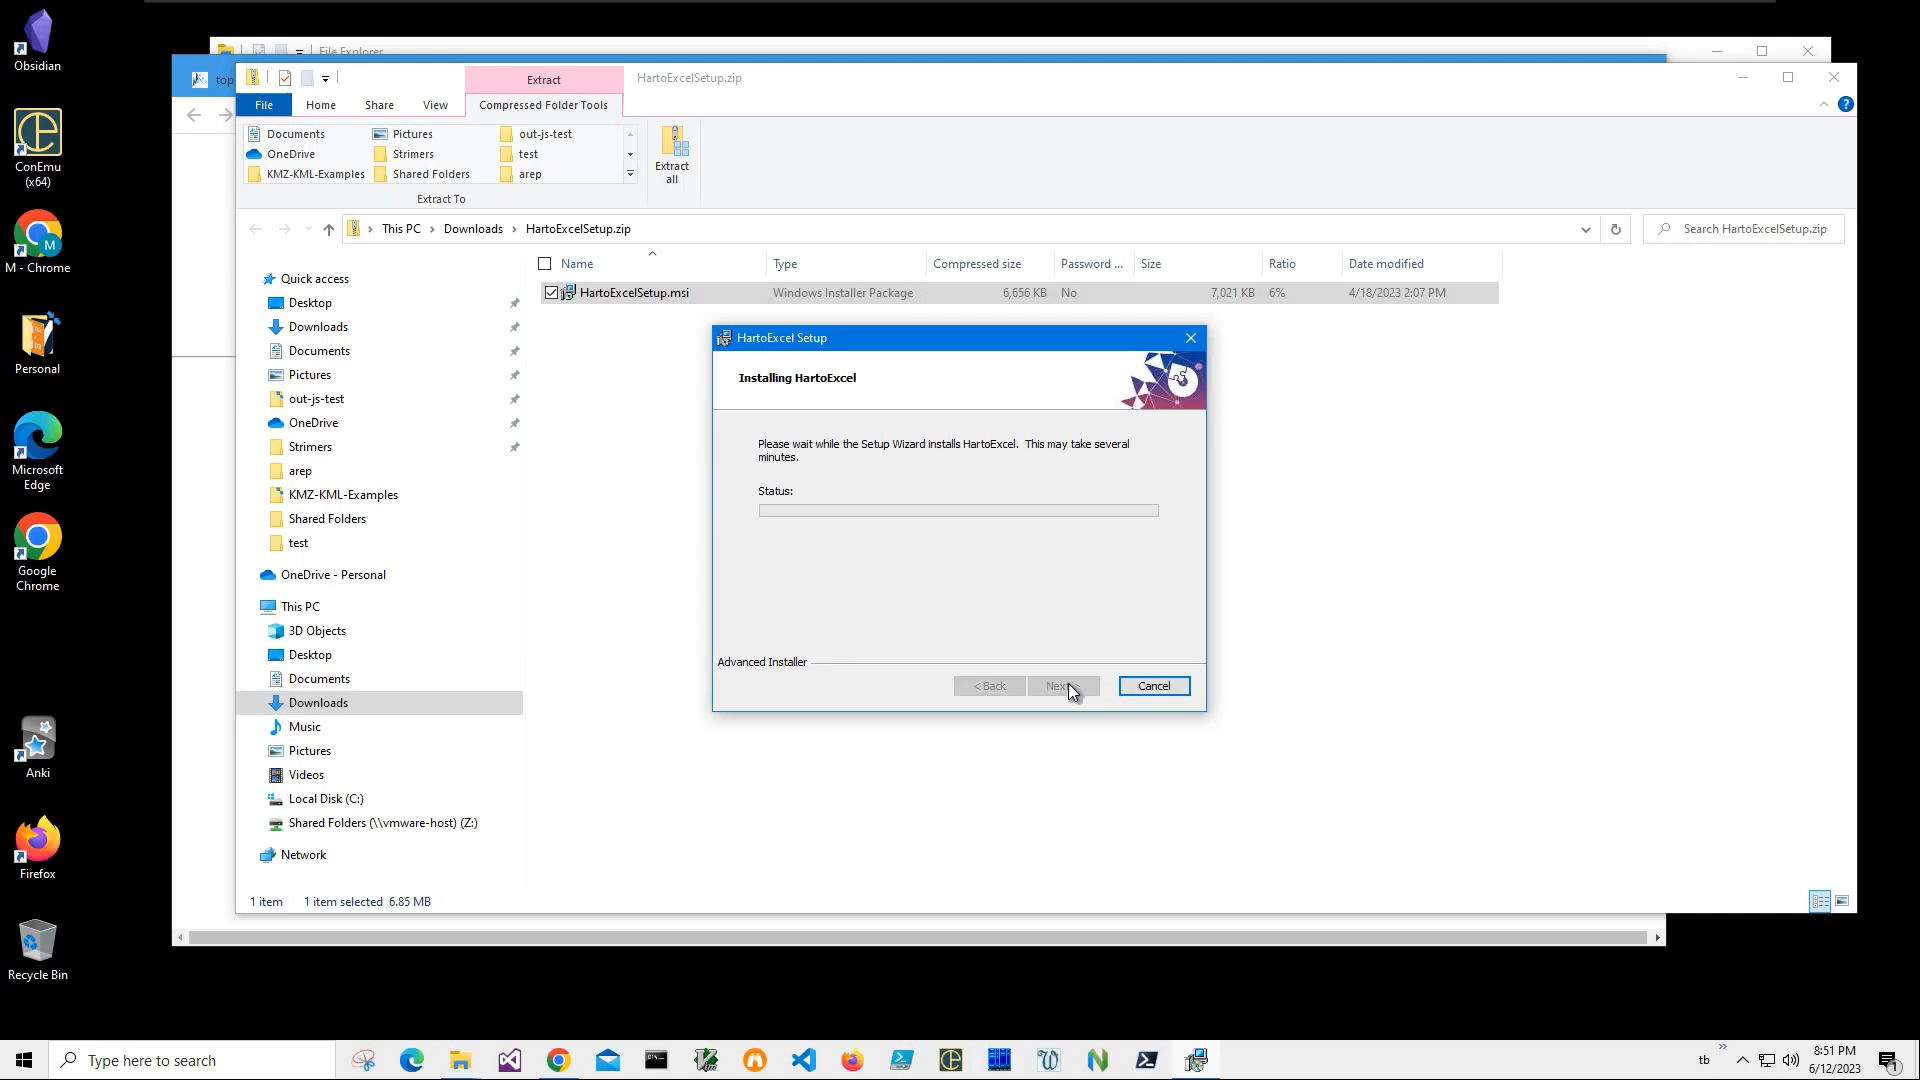 Obsidian
ConEmu
(x64)
M - Chrome
Personal
Microsoft
Edge
Google
Chrome
Anki
Firefox
Recycle Bin
File Explorer
top
Extract
HartoExcelSetup.zip
File
Home
Share
View
Compressed Folder Tools
Documents
Pictures
out-js-test
OneDrive
Strimers
test
KMZ-KML-Examples
Shared Folders
arep
Extract To
Extract
all
This PC
Downloads
HartoExcelSetup.zip
Search HartoExcelSetup.zip
Quick access
Desktop
Downloads
Documents
Pictures
out-js-test
OneDrive
Strimers
arep
KMZ-KML-Examples
Shared Folders
test
OneDrive - Personal
This PC
3D Objects
Desktop
Documents
Downloads
Music
Pictures
Videos
Local Disk (C:)
Shared Folders (\\vmware-host) (Z:)
Network
Name
Type
Compressed size
Password ...
Size
Ratio
Date modified
HartoExcelSetup.msi
Windows Installer Package
6,656 KB
No
7,021 KB
6%
4/18/2023 2:07 PM
HartoExcel Setup
Installing HartoExcel
Please wait while the Setup Wizard installs HartoExcel. This may take several
minutes.
Status:
Advanced Installer
< Back
Cancel
1 item
1 item selected 6.85 MB
Type here to search
tb
8:51 PM
6/12/2023
1